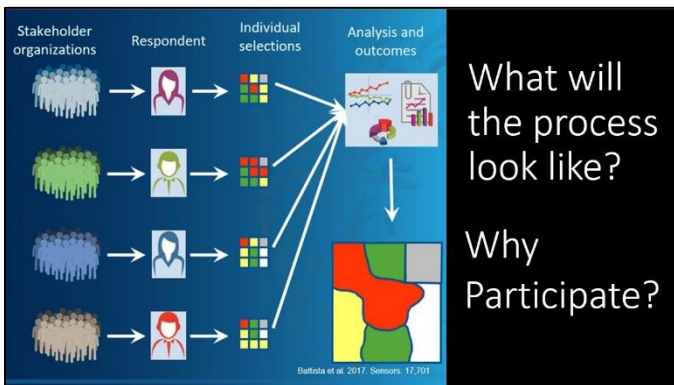 Stakeholder
organizations
Respondent
Individual
selections
Analysis and
outcomes
What will
the process
look like?
Why
Participate?
Battista et al. 2017. Sensors. 17,701